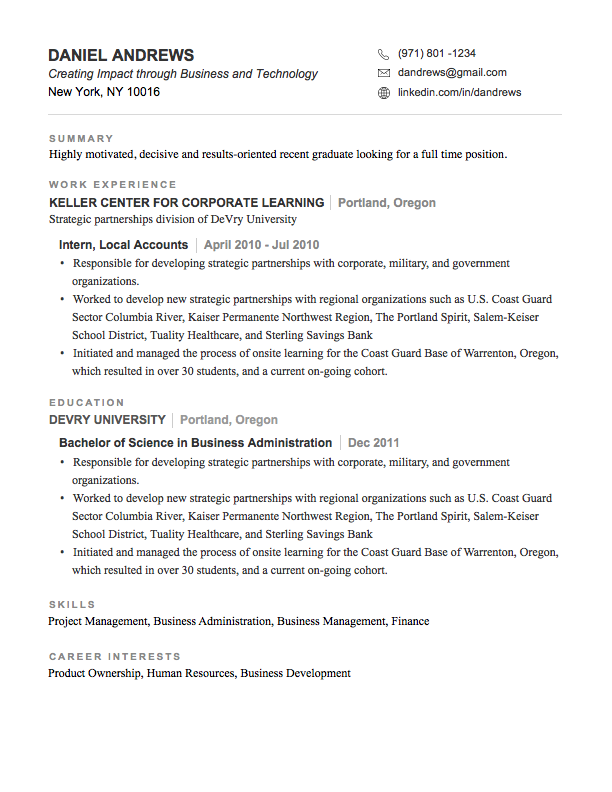 DANIEL ANDREWS
Creating Impact through Business and Technology
New York, NY 10016
(971) 801 -1234
dandrews@gmail.com
linkedin.com/in/dandrews
SUMMARY
Highly motivated, decisive and results-oriented recent graduate looking for a full time position.
WORK EXPERIENCE
KELLER CENTER FOR CORPORATE LEARNING | Portland, Oregon
Strategic partnerships division of DeVry University
Intern, Local Accounts | April 2010 - Jul 2010
• Responsible for developing strategic partnerships with corporate, military, and government
organizations.
• Worked to develop new strategic partnerships with regional organizations such as U.S. Coast Guard
Sector Columbia River, Kaiser Permanente Northwest Region, The Portland Spirit, Salem-Keiser
School District, Tuality Healthcare, and Sterling Savings Bank
• Initiated and managed the process of onsite learning for the Coast Guard Base of Warrenton, Oregon,
which resulted in over 30 students, and a current on-going cohort.
EDUCATION
DEVRY UNIVERSITY | Portland, Oregon
Bachelor of Science in Business Administration | Dec 2011
• Responsible for developing strategic partnerships with corporate, military, and government
organizations.
• Worked to develop new strategic partnerships with regional organizations such as U.S. Coast Guard
Sector Columbia River, Kaiser Permanente Northwest Region, The Portland Spirit, Salem-Keiser
School District, Tuality Healthcare, and Sterling Savings Bank
• Initiated and managed the process of onsite learning for the Coast Guard Base of Warrenton, Oregon,
which resulted in over 30 students, and a current on-going cohort.
SKILLS
Project Management, Business Administration, Business Management, Finance
CAREER INTERESTS
Product Ownership, Human Resources, Business Development